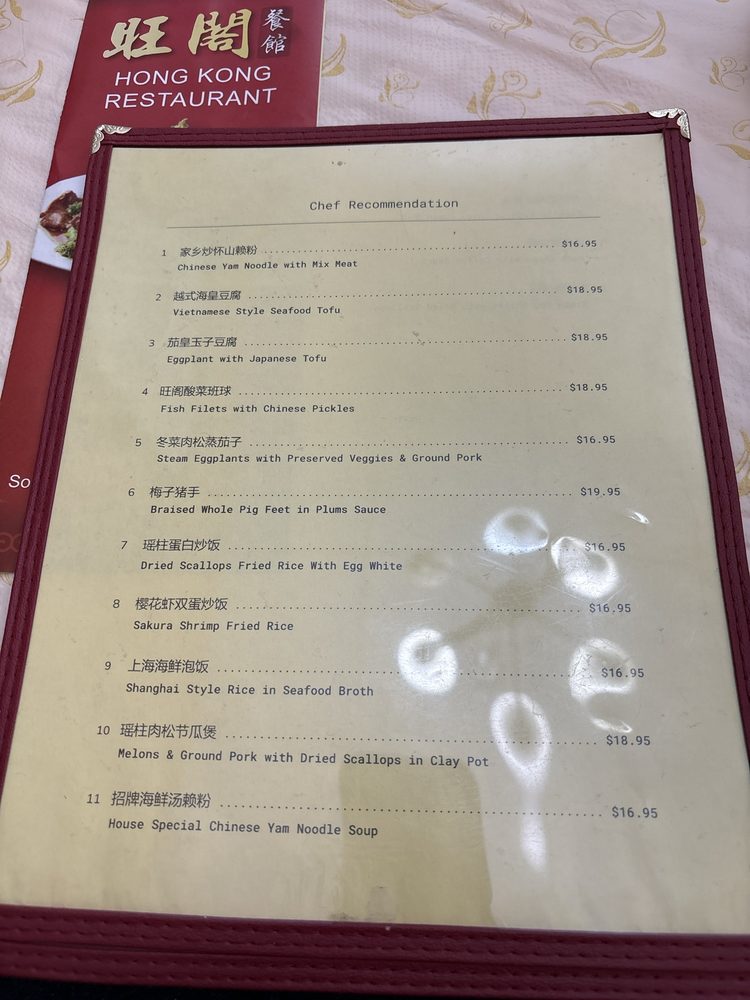 旺閣 餐館
HONG KONG
RESTAURANT
Chef Recommendation
1 家乡炒怀山赖粉 $16.95
Chinese Yam Noodle with Mix Meat
2 越式海皇豆腐 $18.95
Vietnamese Style Seafood Tofu
3 茄皇玉子豆腐 $18.95
Eggplant with Japanese Tofu
4 旺阁酸菜班球 $18.95
Fish Filets with Chinese Pickles
5 冬菜肉松蒸茄子 $16.95
Steam Eggplants with Preserved Veggies & Ground Pork
6 梅子猪手 $19.95
Braised Whole Pig Feet in Plums Sauce
7 瑶柱蛋白炒饭 $16.95
Dried Scallops Fried Rice With Egg White
8 樱花虾双蛋炒饭 $16.95
Sakura Shrimp Fried Rice
9 上海海鲜泡饭 $16.95
Shanghai Style Rice in Seafood Broth
10 瑶柱肉松节瓜煲 $18.95
Melons & Ground Pork with Dried Scallops in Clay Pot
11 招牌海鲜汤赖粉 $16.95
House Special Chinese Yam Noodle Soup
So